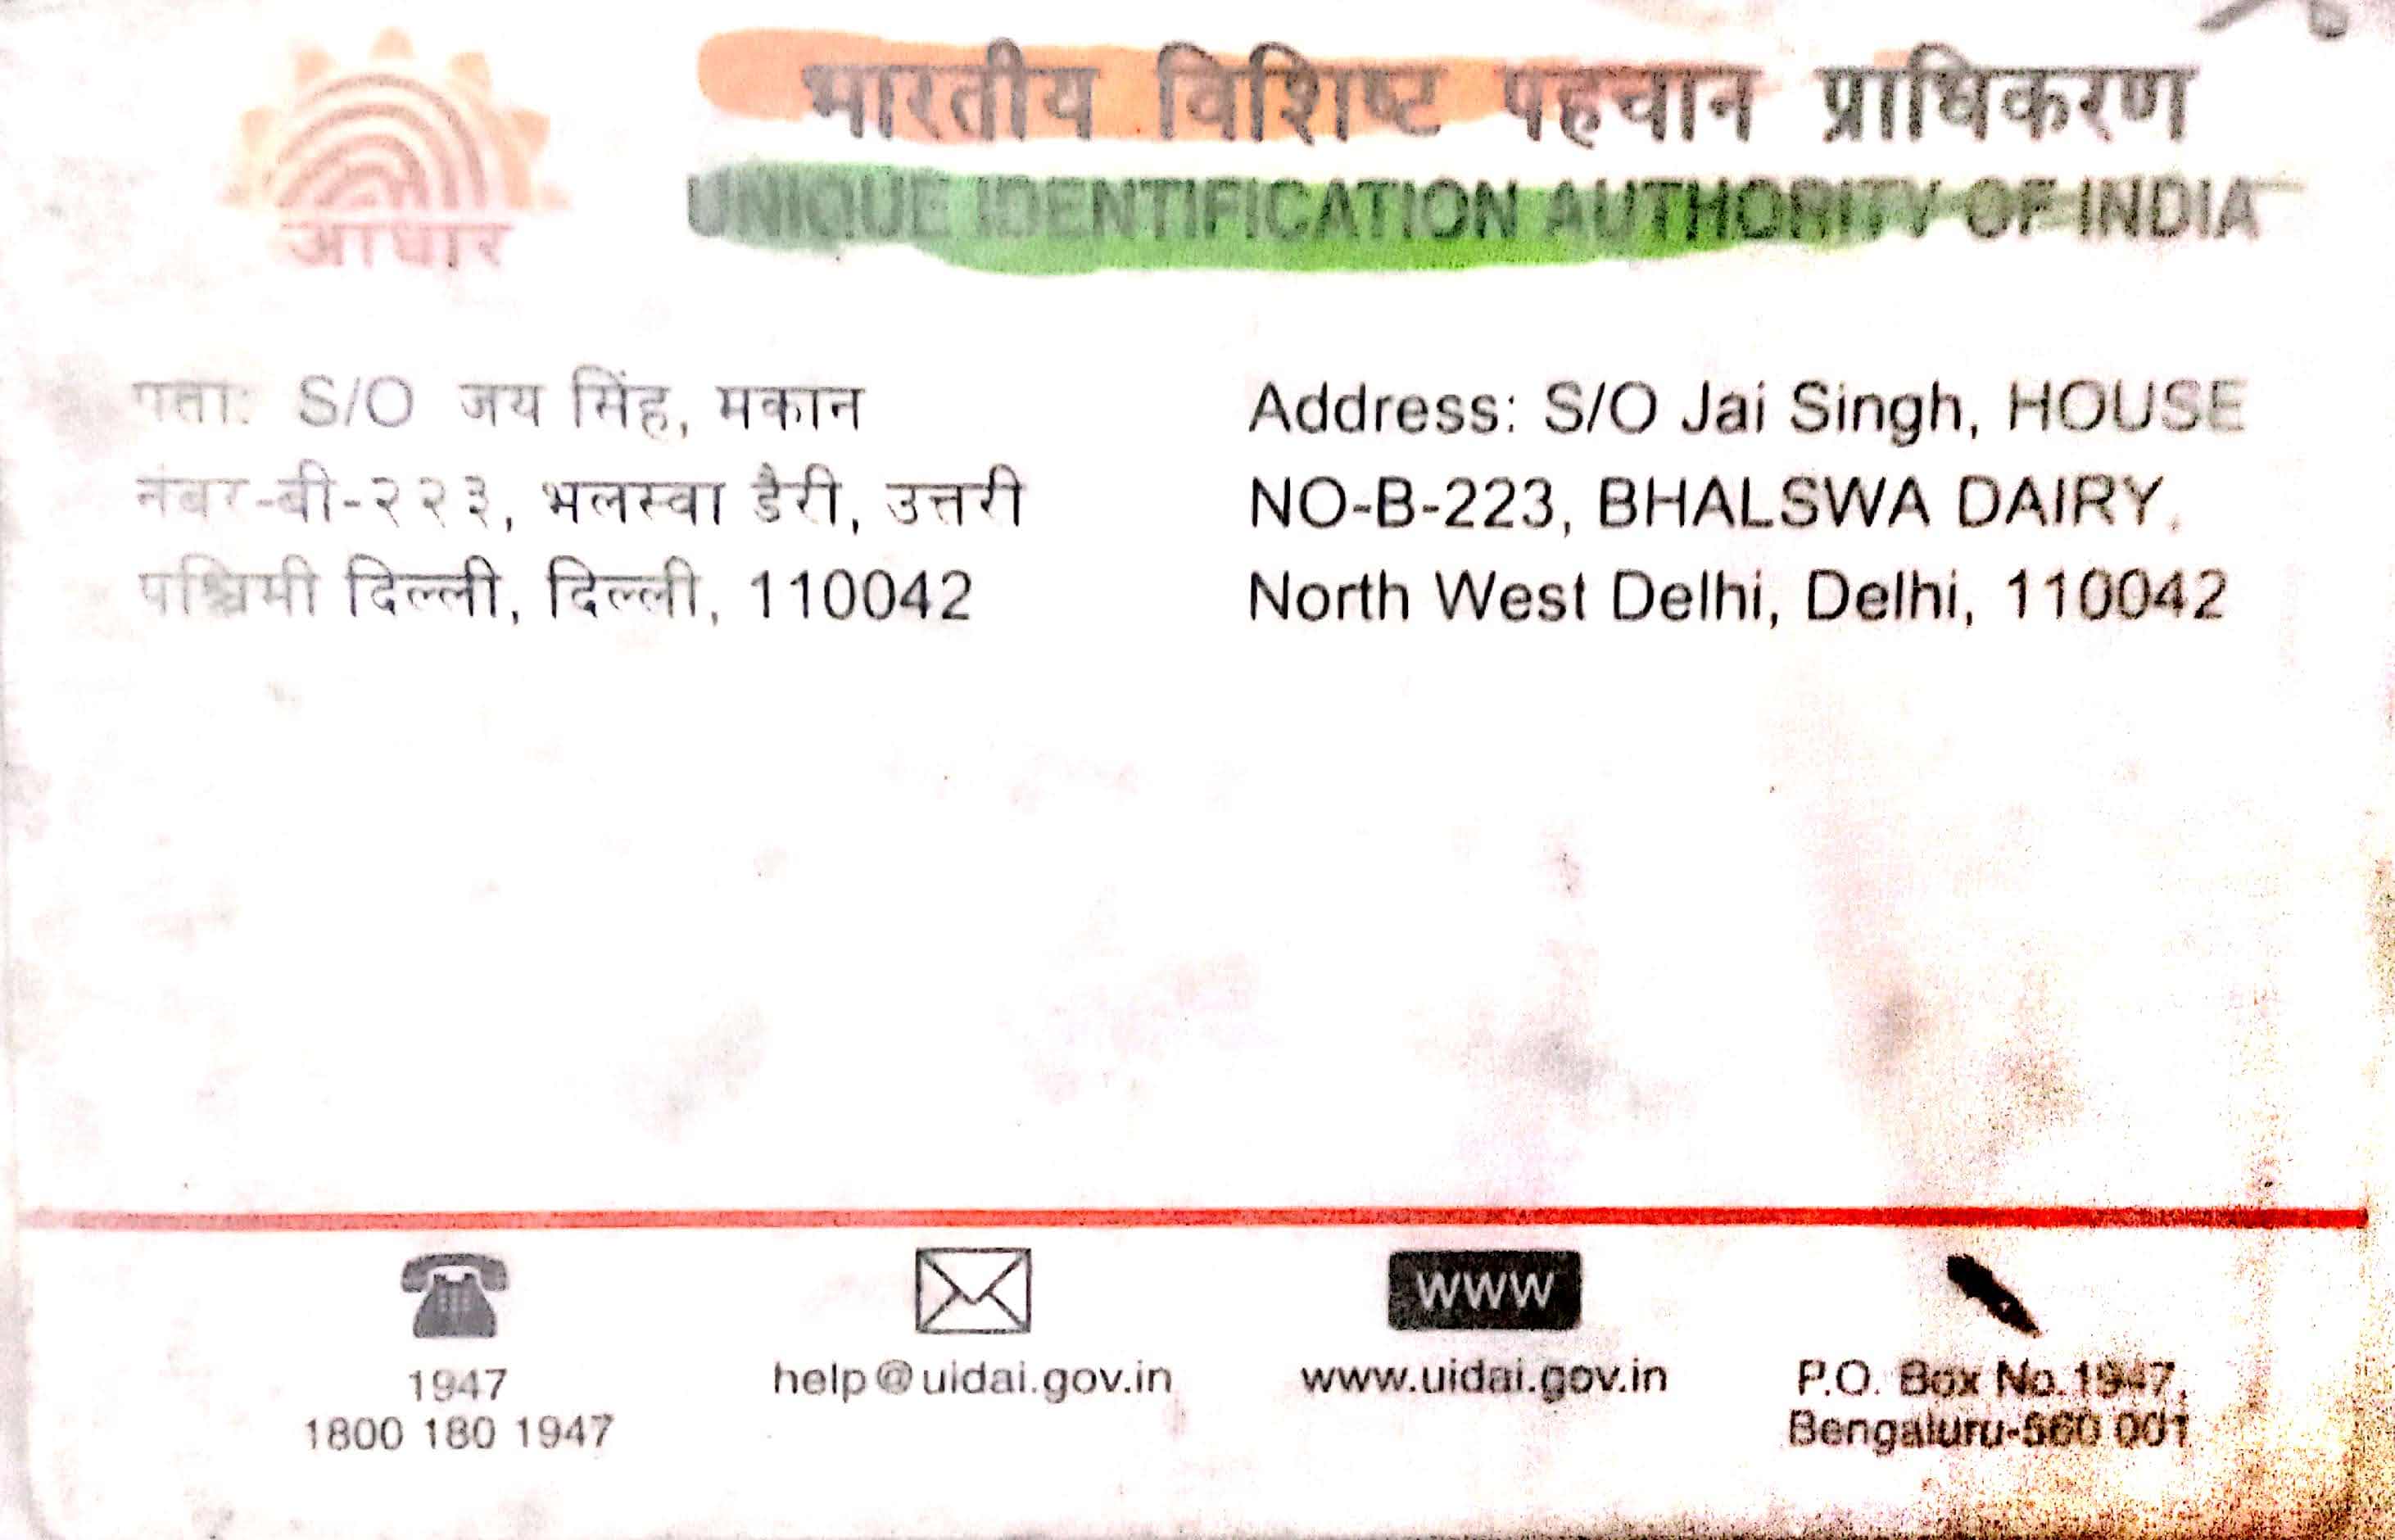 आधार
भारतीय विशिष्ट पहचान प्राधिकरण
UNIQUE IDENTIFICATION AUTHORITY OF INDIA
पता: S/O जय सिंह, मकान
नंबर-बी-२२३, भलस्वा डैरी, उत्तरी
पश्चिमी दिल्ली, दिल्ली, 110042
Address: S/O Jai Singh, HOUSE
NO-B-223, BHALSWA DAIRY,
North West Delhi, Delhi, 110042
1947
1800 180 1947
help@uidai.gov.in
WWW
www.uidai.gov.in
P.O. Box No.1947,
Bengaluru-560 001